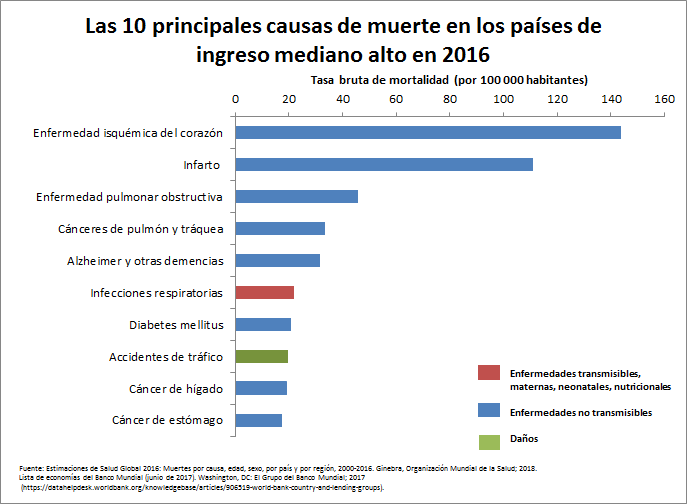 Las 10 principales causas de muerte en los países de
ingreso mediano alto en 2016
Tasa bruta de mortalidad (por 100 000 habitantes)
0 20 40 60 80 100 120 140 160
Enfermedad isquémica del corazón
Infarto
Enfermedad pulmonar obstructiva
Cánceres de pulmón y tráquea
Alzheimer y otras demencias
Infecciones respiratorias
Diabetes mellitus
Accidentes de tráfico
Cáncer de hígado
Cáncer de estómago
Enfermedades transmisibles,
maternas, neonatales, nutricionales
Enfermedades no transmisibles
Daños
Fuente: Estimaciones de Salud Global 2016: Muertes por causa, edad, sexo, por país y por región, 2000-2016. Ginebra, Organización Mundial de la Salud; 2018.
Lista de economías del Banco Mundial (junio de 2017). Washington, DC: El Grupo del Banco Mundial; 2017
(https://datahelpdesk.worldbank.org/knowledgebase/articles/906519-world-bank-country-and-lending-groups).